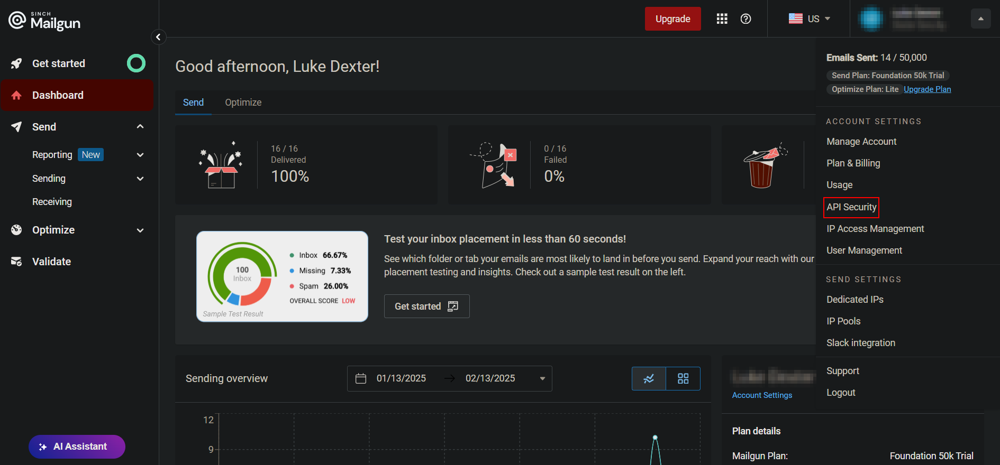 SINCH
Mailgun
Upgrade
US
Get started
Dashboard
Send
Reporting New
Sending
Receiving
Optimize
Validate
AI Assistant
Good afternoon, Luke Dexter!
Send Optimize
16 / 16
Delivered
100%
0 / 16
Failed
0%
100
Inbox
Inbox 66.67%
Missing 7.33%
Spam 26.00%
OVERALL SCORE LOW
Sample Test Result
Test your inbox placement in less than 60 seconds!
See which folder or tab your emails are most likely to land in before you send. Expand your reach with our
placement testing and insights. Check out a sample test result on the left.
Get started
Sending overview
01/13/2025 → 02/13/2025
12
9
Account Settings
Plan details
Mailgun Plan: Foundation 50k Trial
Emails Sent: 14 / 50,000
Send Plan: Foundation 50k Trial
Optimize Plan: Lite Upgrade Plan
ACCOUNT SETTINGS
Manage Account
Plan & Billing
Usage
API Security
IP Access Management
User Management
SEND SETTINGS
Dedicated IPs
IP Pools
Slack integration
Support
Logout